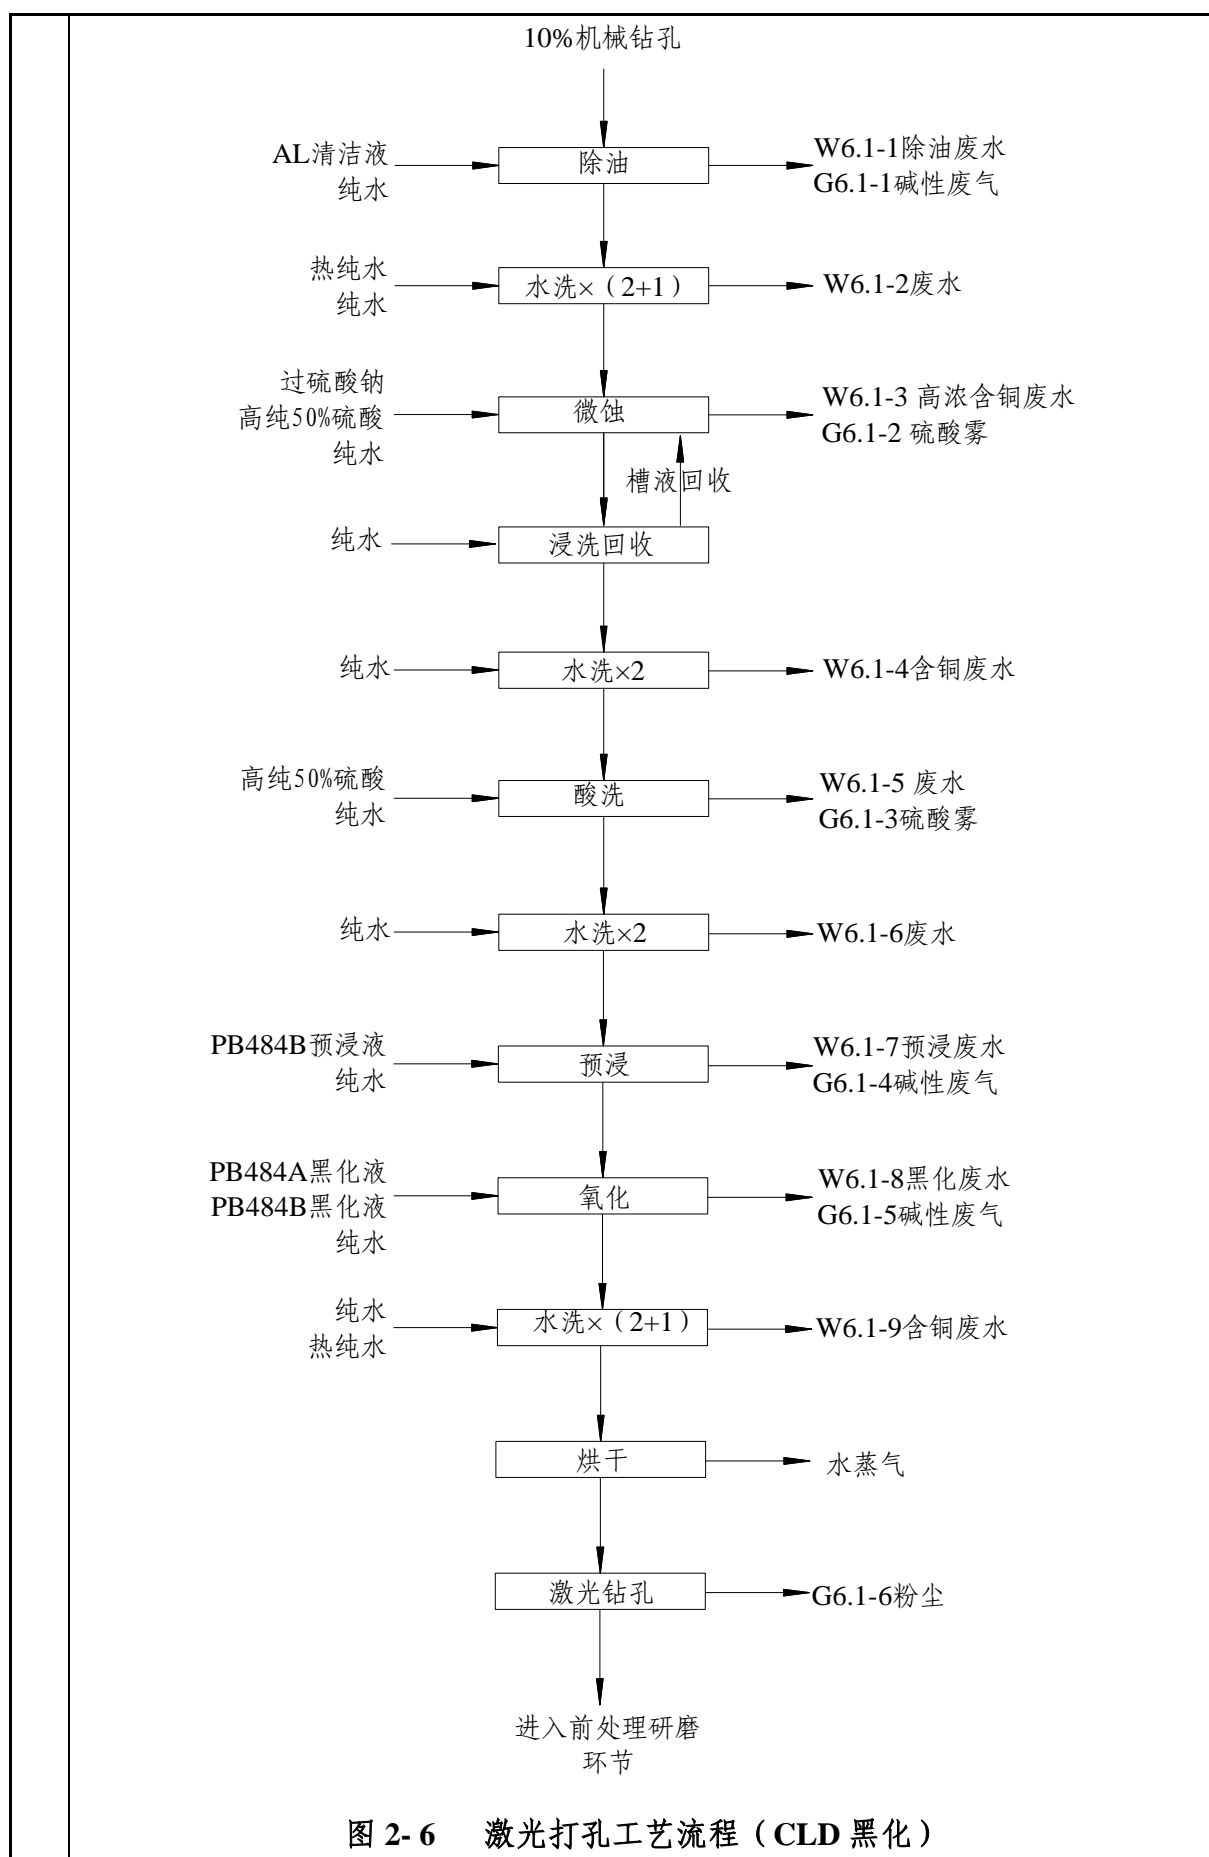 10%机械钻孔
AL清洁液
纯水
除油
W6.1-1除油废水
G6.1-1碱性废气
热纯水
纯水
水洗×（2+1）
W6.1-2废水
过硫酸钠
高纯50%硫酸
纯水
微蚀
W6.1-3 高浓含铜废水
G6.1-2 硫酸雾
槽液回收
纯水
浸洗回收
纯水
水洗×2
W6.1-4含铜废水
高纯50%硫酸
纯水
酸洗
W6.1-5 废水
G6.1-3硫酸雾
纯水
水洗×2
W6.1-6废水
PB484B预浸液
纯水
预浸
W6.1-7预浸废水
G6.1-4碱性废气
PB484A黑化液
PB484B黑化液
纯水
氧化
W6.1-8黑化废水
G6.1-5碱性废气
纯水
热纯水
水洗×（2+1）
W6.1-9含铜废水
烘干
水蒸气
激光钻孔
G6.1-6粉尘
进入前处理研磨
环节
图 2- 6 激光打孔工艺流程（CLD 黑化）